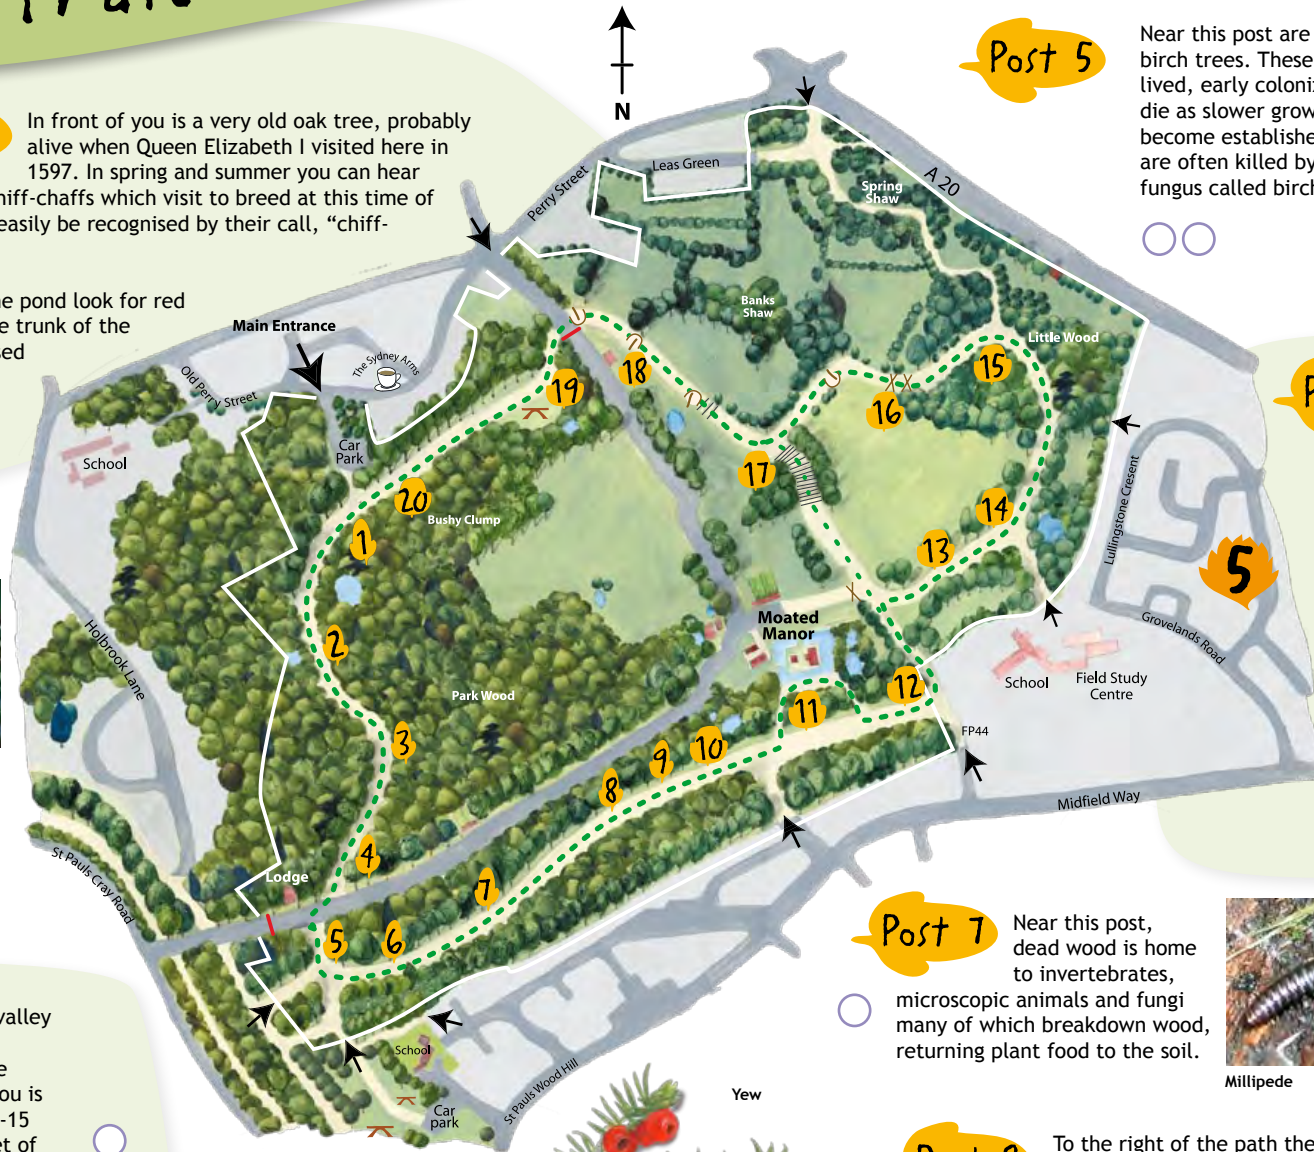 Trail
N
In front of you is a very old oak tree, probably
alive when Queen Elizabeth I visited here in
1597. In spring and summer you can hear
hiff-chaffs which visit to breed at this time of
easily be recognised by their call, “chiff-
ne pond look for red
e trunk of the
sed
Post 5
Near this post are
birch trees. These
lived, early coloni
die as slower grow
become establishe
are often killed by
fungus called birch
Perry Street
Leas Green
A 20
Spring
Shaw
Banks
Shaw
Little Wood
Main Entrance
The Sydney Arms
Old Perry Street
School
Car
Park
19
18
15
16
17
20
Bushy Clump
1
14
13
Lullingstone Cresent
5
Grovelands Road
Holbrook Lane
2
Moated
Manor
School
Field Study
Centre
Park Wood
12
11
FP44
3
10
9
8
Midfield Way
4
Lodge
7
St Pauls Cray Road
5
6
Post 7
Near this post,
dead wood is home
to invertebrates,
microscopic animals and fungi
many of which breakdown wood,
returning plant food to the soil.
Millipede
valley
e
ou is
-15
et of
School
Car
park
St Pauls Wood Hill
Yew
To the right of the path the